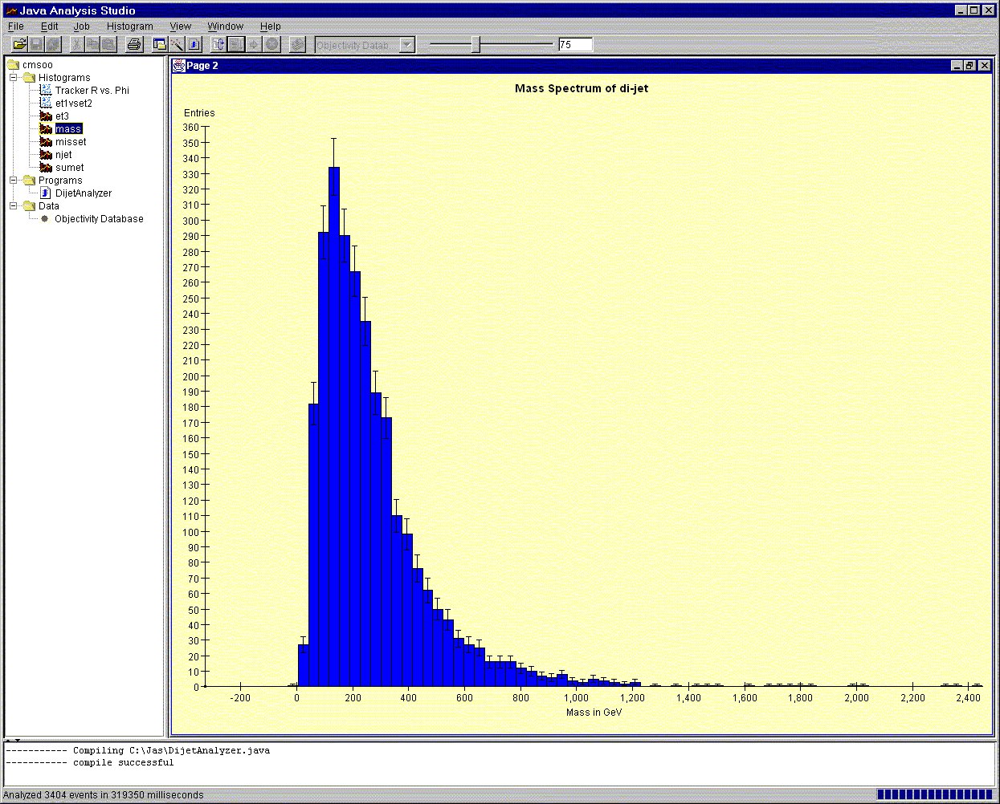 Java Analysis Studio
File Edit Job Histogram View Window Help
Objectivity Datab... 75
cmsoo
Histograms
Tracker R vs. Phi
et1vset2
et3
mass
misset
njet
sumet
Programs
DijetAnalyzer
Data
Objectivity Database
Page 2
Mass Spectrum of di-jet
Entries
360
350
340
330
320
310
300
290
280
270
260
250
240
230
220
210
200
190
180
170
160
150
140
130
120
110
100
90
80
70
60
50
40
30
20
10
0
-200 0 200 400 600 800 1,000 1,200 1,400 1,600 1,800 2,000 2,200 2,400
Mass in GeV
----------- Compiling C:\Jas\DijetAnalyzer.java
----------- compile successful
Analyzed 3404 events in 319350 milliseconds